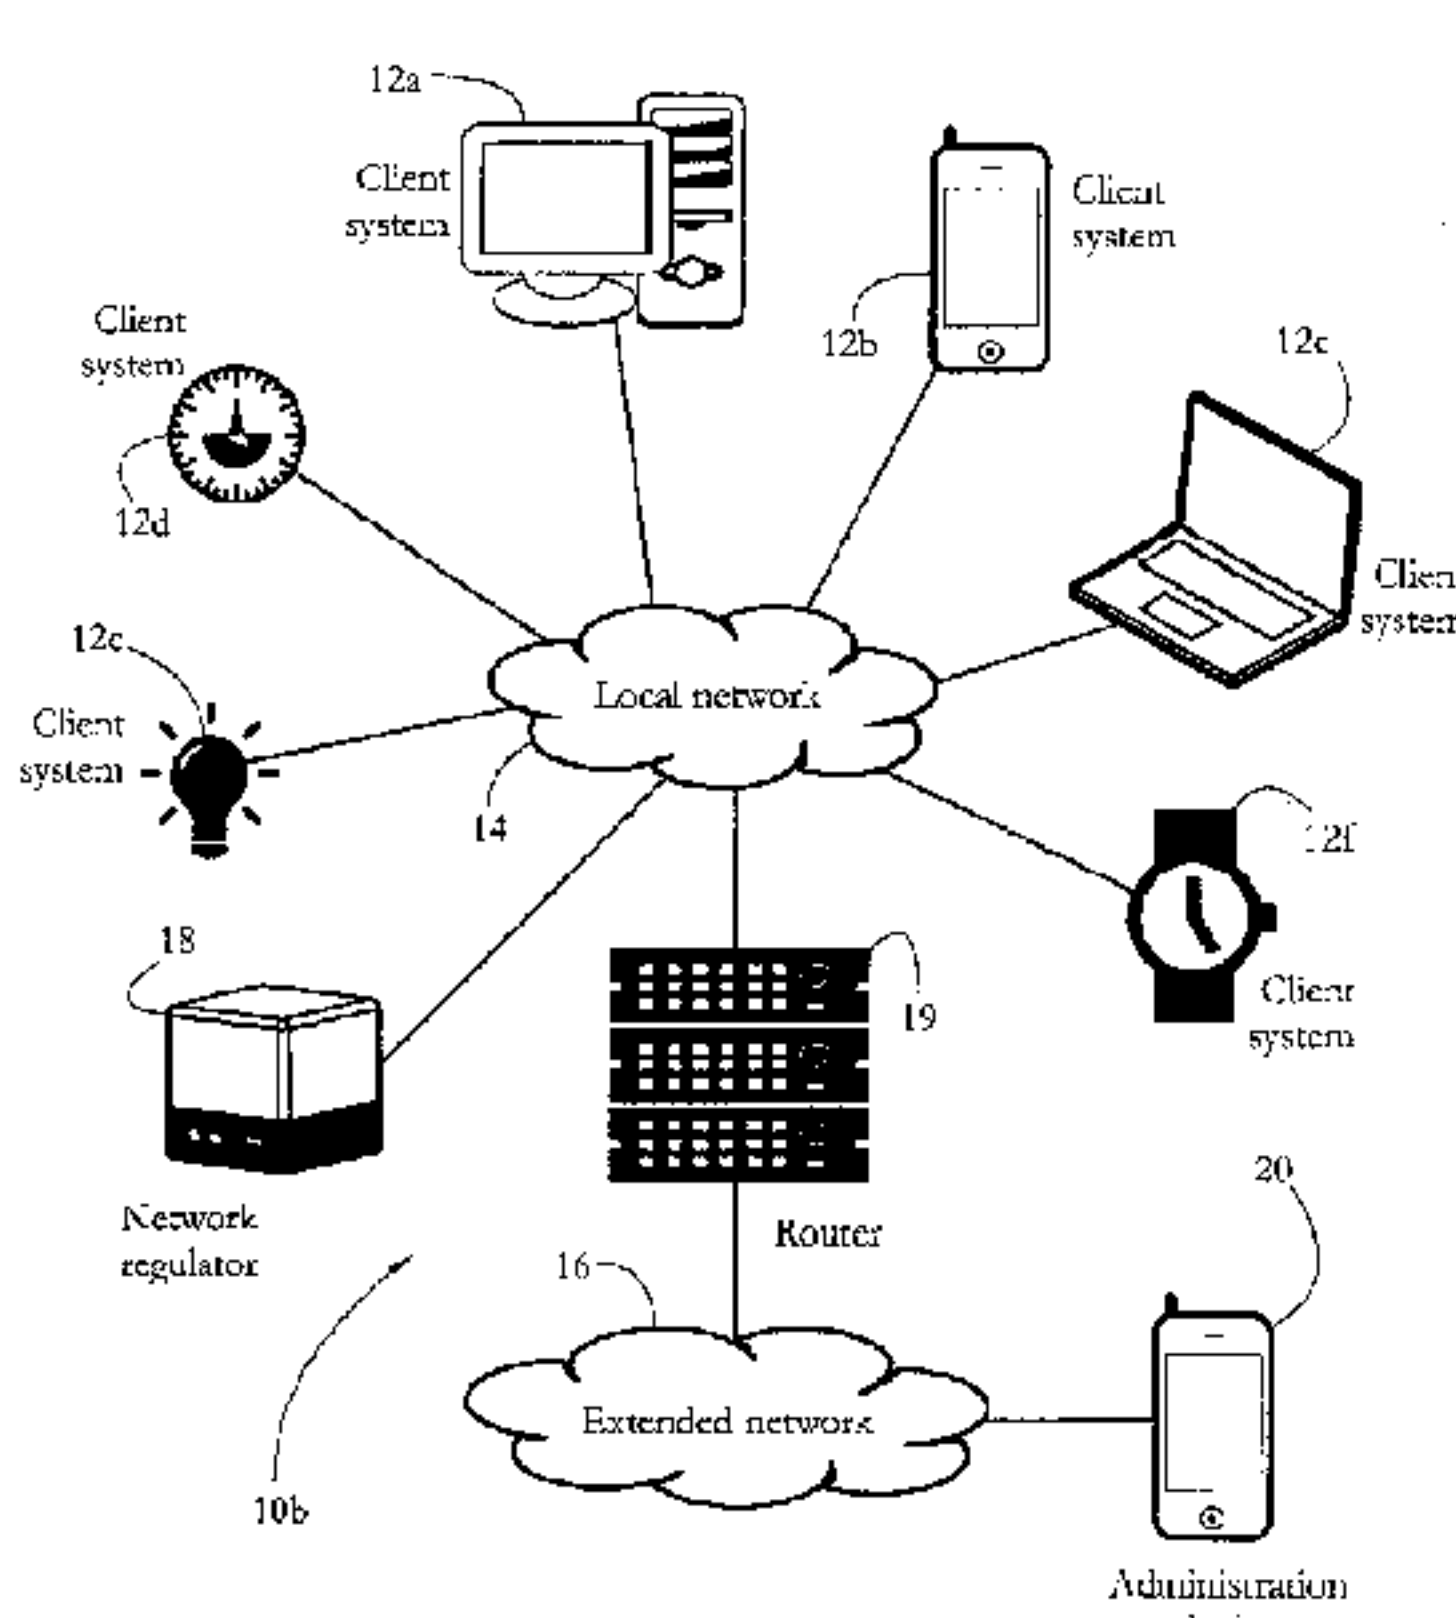 12a
Client
system
Client
system
12b
Client
system
12d
12c
Client
system
12e
Client
system
Local network
14
12f
Client
system
18
19
Network
regulator
Router
20
16
Extended network
10b
Administration